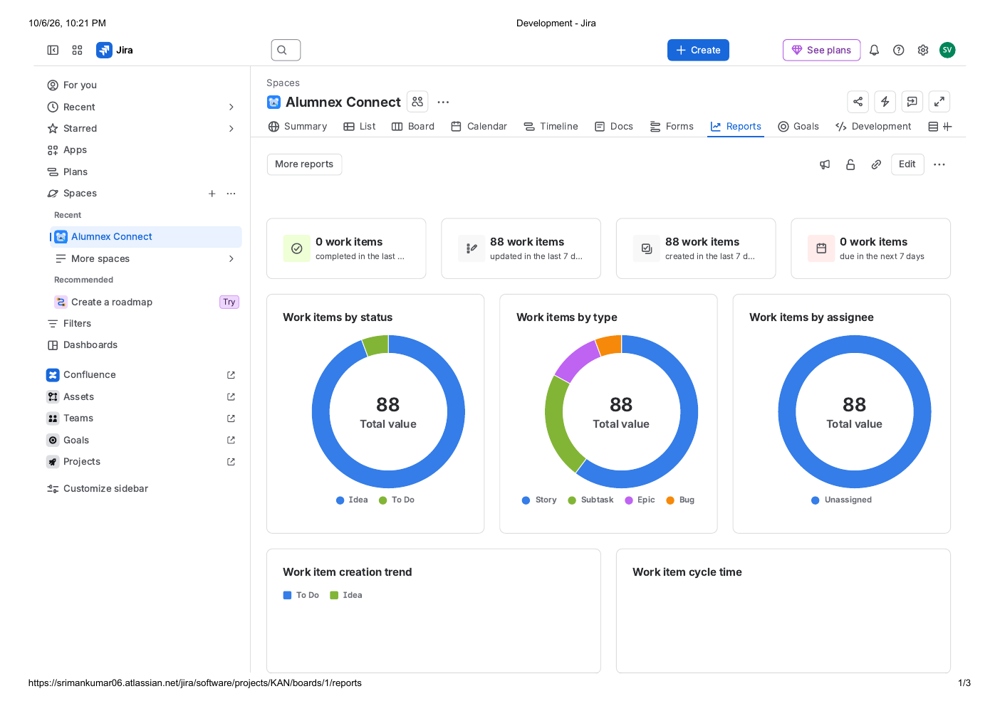 10/6/26, 10:21 PM
Development - Jira
Jira
Create
See plans
SV
For you
Recent
Starred
Apps
Plans
Spaces
Recent
Alumnex Connect
More spaces
Recommended
Create a roadmap
Try
Filters
Dashboards
Confluence
Assets
Teams
Goals
Projects
Customize sidebar
Spaces
Alumnex Connect
Summary
List
Board
Calendar
Timeline
Docs
Forms
Reports
Goals
Development
More reports
Edit
0 work items
completed in the last ...
88 work items
updated in the last 7 d...
88 work items
created in the last 7 d...
0 work items
due in the next 7 days
Work items by status
88
Total value
Idea
To Do
Work items by type
88
Total value
Story
Subtask
Epic
Bug
Work items by assignee
88
Total value
Unassigned
Work item creation trend
To Do
Idea
Work item cycle time
https://srimankumar06.atlassian.net/jira/software/projects/KAN/boards/1/reports
1/3